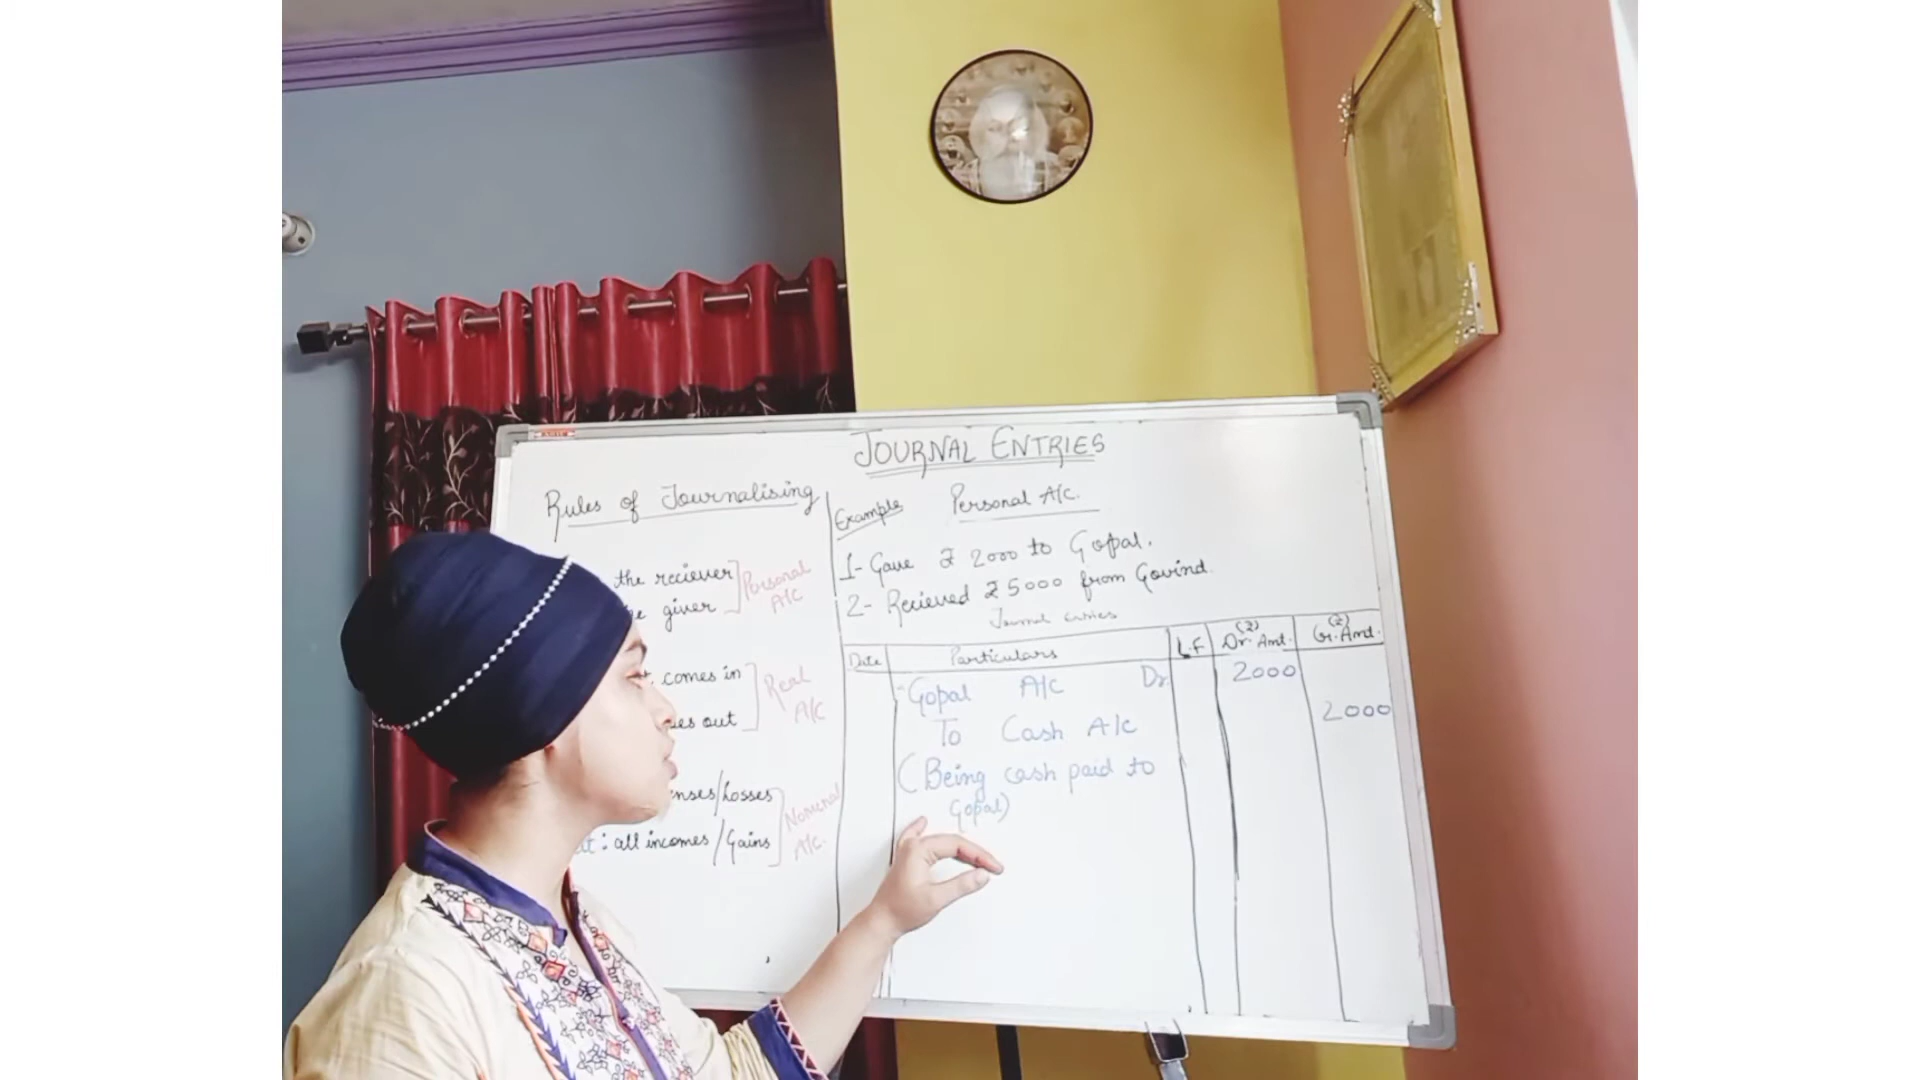 JOURNAL ENTRIES
Rules of Journalising
the reciever
giver
Personal
A/C
comes in
out
Real
A/C
/Losses
: all incomes/Gains
Nominal
A/C.
Example Personal A/C.
1- Gave ₹ 2000 to Gopal.
2- Recieved ₹ 5000 from Govind.
Journal Entries
Date Particulars L.F (₹) Dr. Amt. (₹) Cr. Amt.
- Gopal A/C Dr. 2000
To Cash A/C 2000
(Being cash paid to
Gopal)